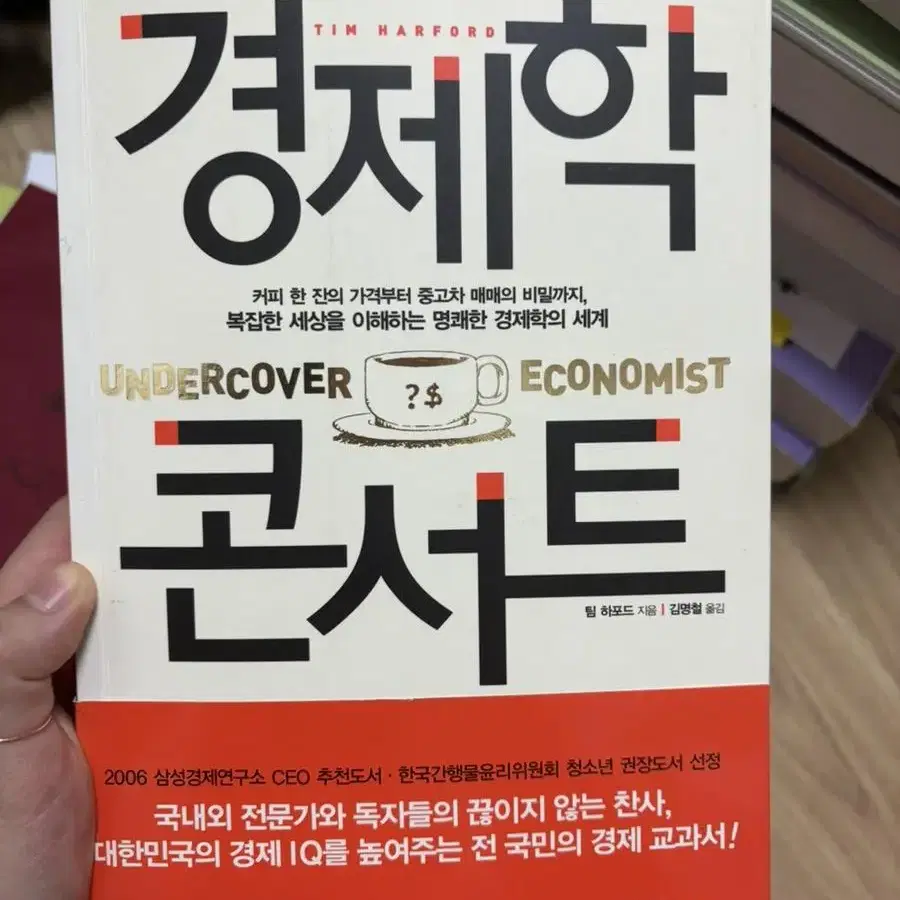 TIM HARFORD
경제학
커피 한 잔의 가격부터 중고차 매매의 비밀까지,
복잡한 세상을 이해하는 명쾌한 경제학의 세계
UNDERCOVER ?$ ECONOMIST
콘서트
팀 하포드 지음 | 김명철 옮김
2006 삼성경제연구소 CEO 추천도서 · 한국간행물윤리위원회 청소년 권장도서 선정
국내외 전문가와 독자들의 끊이지 않는 찬사,
대한민국의 경제 IQ를 높여주는 전 국민의 경제 교과서!